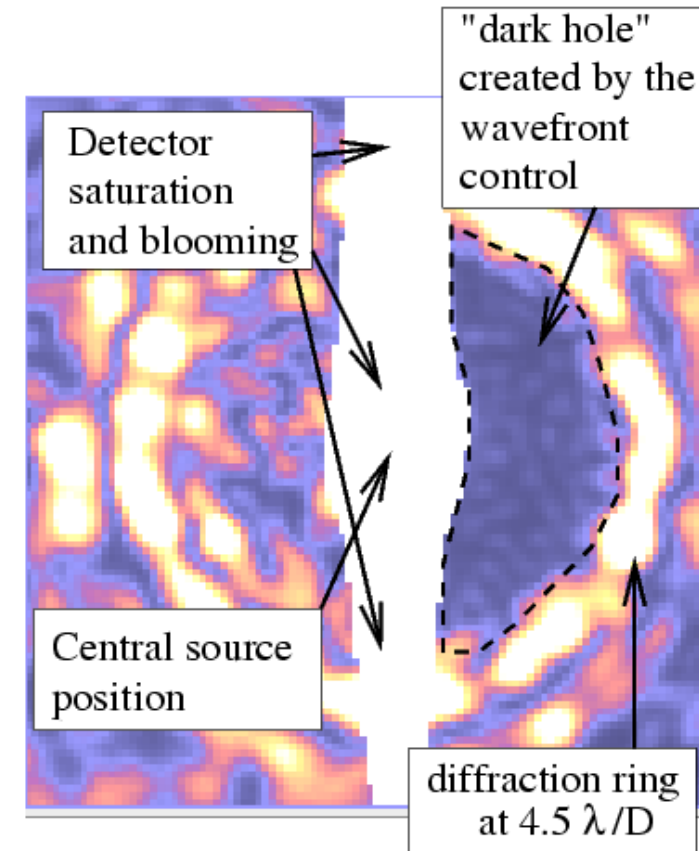 "dark hole"
created by the
wavefront
control
Detector
saturation
and blooming
Central source
position
diffraction ring
at 4.5 λ/D